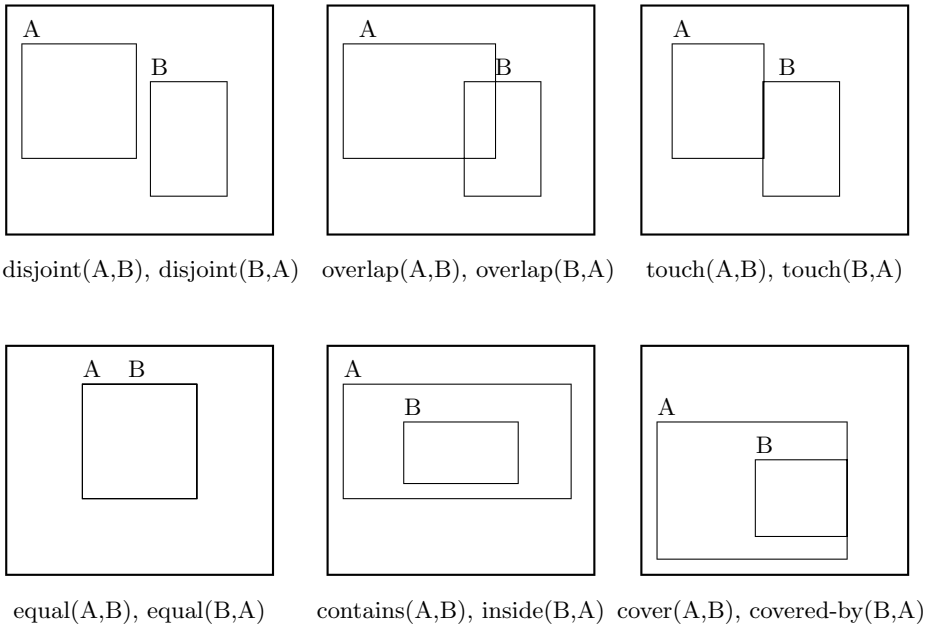 A A A
B B B
disjoint(A,B), disjoint(B,A) overlap(A,B), overlap(B,A) touch(A,B), touch(B,A)
A B A
B A
B
equal(A,B), equal(B,A) contains(A,B), inside(B,A) cover(A,B), covered-by(B,A)